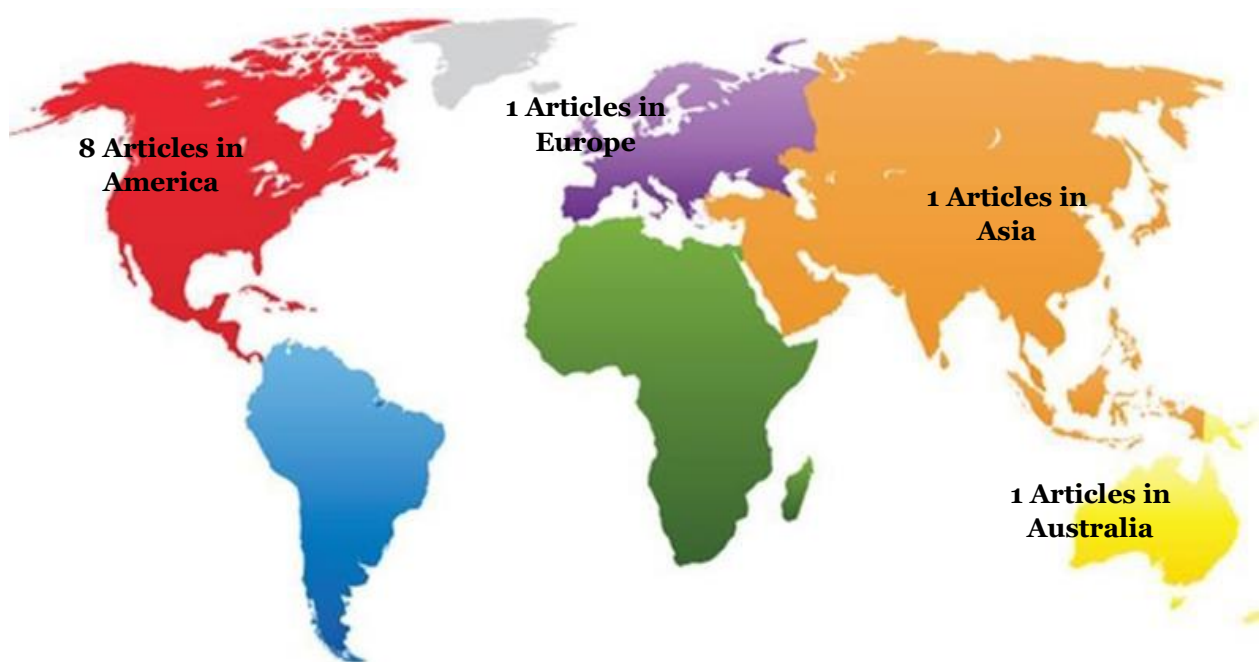 8 Articles in
America
1 Articles in
Europe
1 Articles in
Asia
1 Articles in
Australia